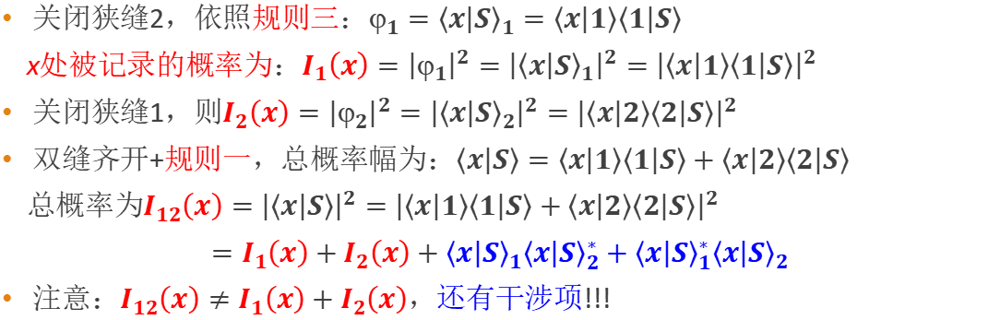 • 关闭狭缝2，依照规则三：φ₁ = ⟨x|S⟩₁ = ⟨x|1⟩⟨1|S⟩
x处被记录的概率为：I₁(x) = |φ₁|² = |⟨x|S⟩₁|² = |⟨x|1⟩⟨1|S⟩|²
• 关闭狭缝1，则I₂(x) = |φ₂|² = |⟨x|S⟩₂|² = |⟨x|2⟩⟨2|S⟩|²
• 双缝齐开+规则一，总概率幅为：⟨x|S⟩ = ⟨x|1⟩⟨1|S⟩ + ⟨x|2⟩⟨2|S⟩
总概率为I₁₂(x) = |⟨x|S⟩|² = |⟨x|1⟩⟨1|S⟩ + ⟨x|2⟩⟨2|S⟩|²
= I₁(x) + I₂(x) + ⟨x|S⟩₁⟨x|S⟩₂* + ⟨x|S⟩₁*⟨x|S⟩₂
• 注意：I₁₂(x) ≠ I₁(x) + I₂(x)，还有干涉项!!!